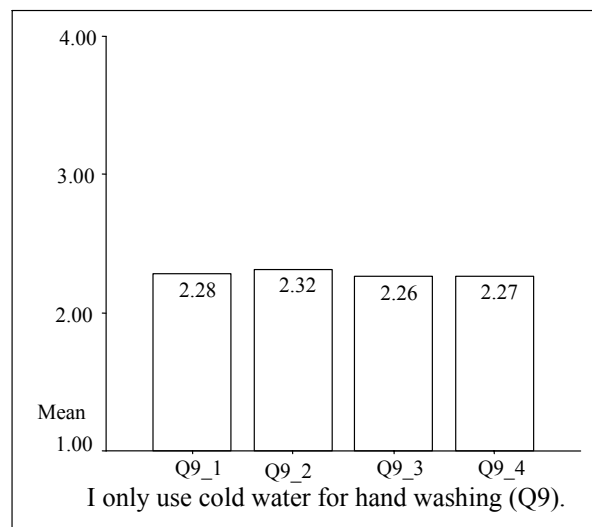 4.00
3.00
2.28
2.32
2.26
2.27
2.00
Mean
1.00
Q9_1 Q9_2 Q9_3 Q9_4
I only use cold water for hand washing (Q9).